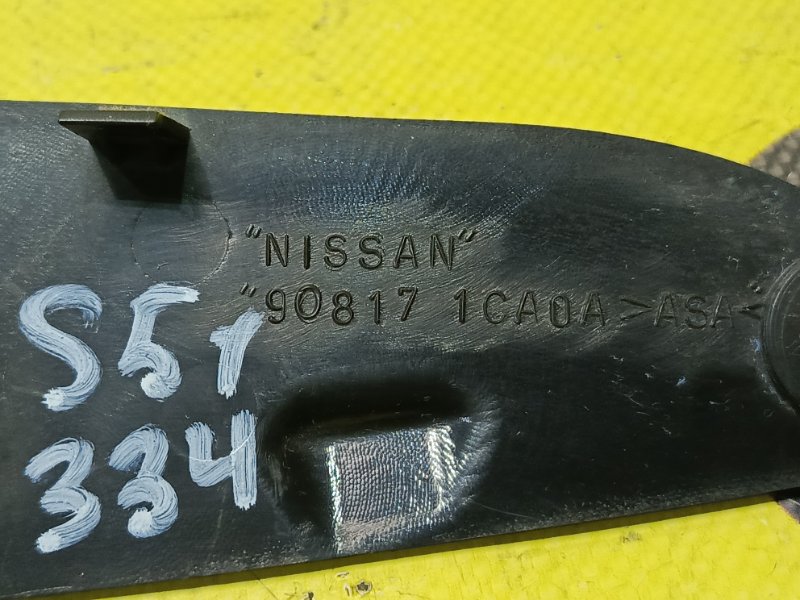 "NISSAN"
"90817 1CA0A >ASA<"
S51
334